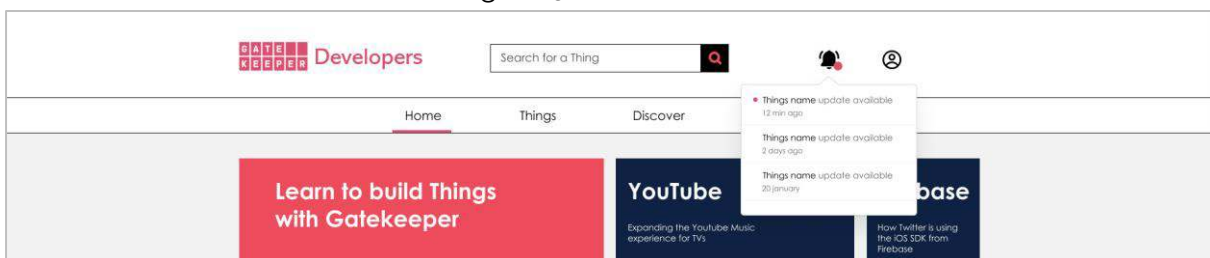 GATE
KEEPER
Developers
Search for a Thing
Home
Things
Discover
Things name update available
12 min ago
Things name update available
2 days ago
Things name update available
20 january
Learn to build Things
with Gatekeeper
YouTube
Expanding the Youtube Music
experience for TVs
base
How Twitter is using
the iOS SDK from
Firebase